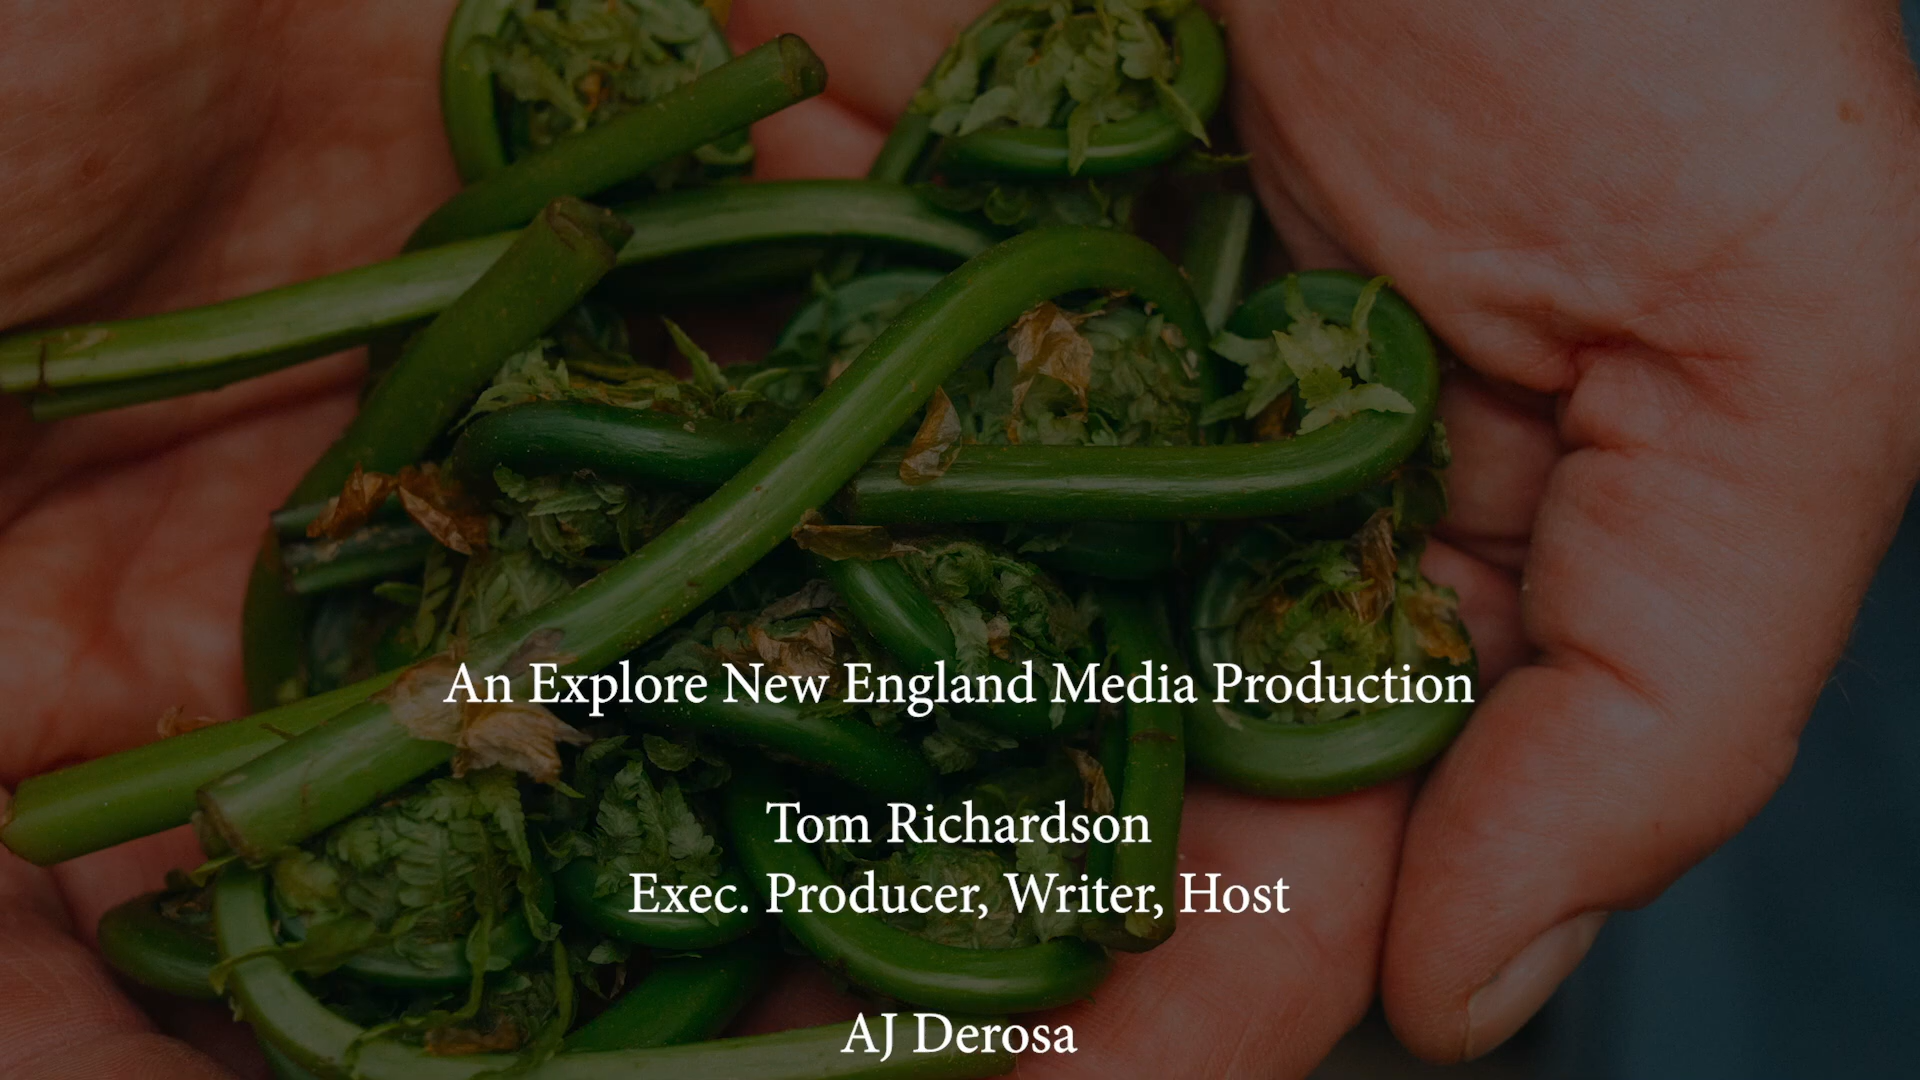 An Explore New England Media Production
Tom Richardson
Exec. Producer, Writer, Host
AJ Derosa